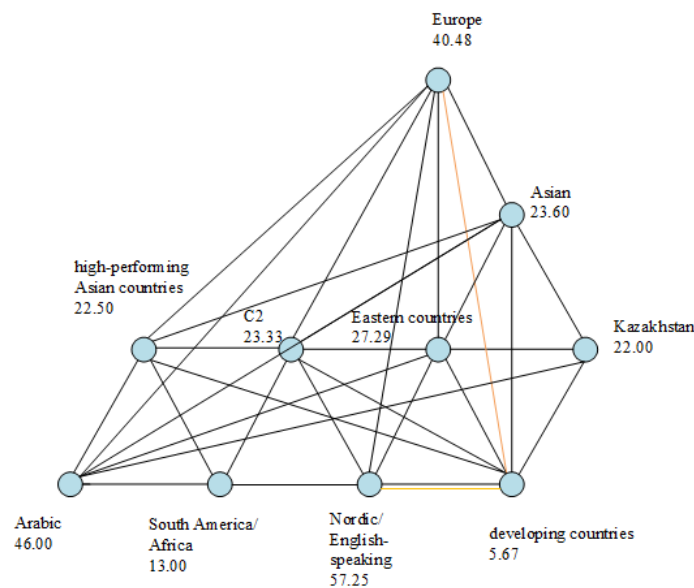 Europe
40.48
Asian
23.60
high-performing
Asian countries
22.50
C2
23.33
Eastern countries
27.29
Kazakhstan
22.00
Arabic
46.00
South America/
Africa
13.00
Nordic/
English-
speaking
57.25
developing countries
5.67